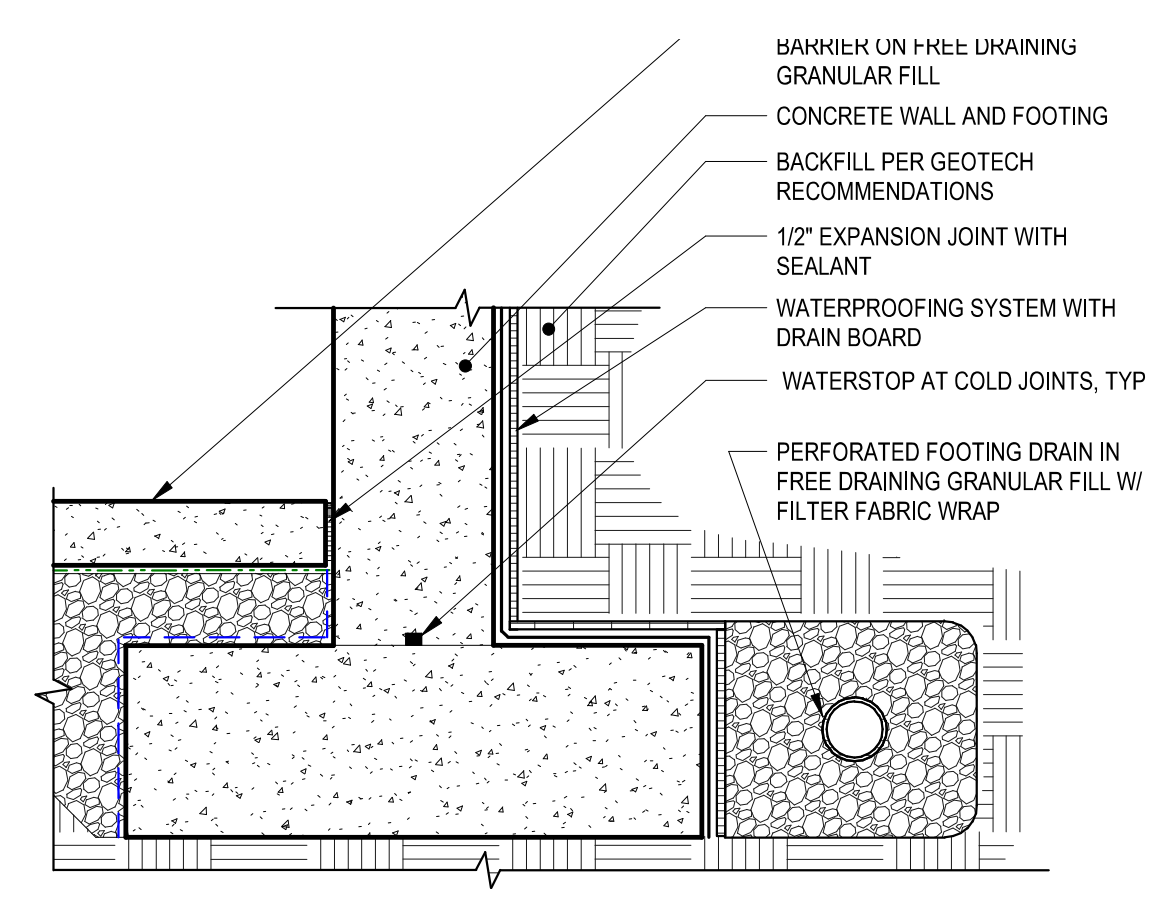 BARRIER ON FREE DRAINING
GRANULAR FILL
CONCRETE WALL AND FOOTING
BACKFILL PER GEOTECH
RECOMMENDATIONS
1/2" EXPANSION JOINT WITH
SEALANT
WATERPROOFING SYSTEM WITH
DRAIN BOARD
WATERSTOP AT COLD JOINTS, TYP
PERFORATED FOOTING DRAIN IN
FREE DRAINING GRANULAR FILL W/
FILTER FABRIC WRAP